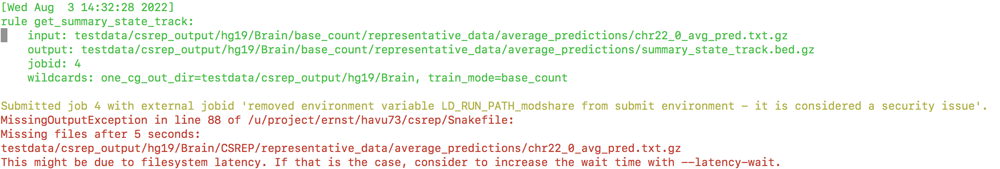 [Wed Aug  3 14:32:28 2022]
rule get_summary_state_track:
    input: testdata/csrep_output/hg19/Brain/base_count/representative_data/average_predictions/chr22_0_avg_pred.txt.gz
    output: testdata/csrep_output/hg19/Brain/base_count/representative_data/average_predictions/summary_state_track.bed.gz
    jobid: 4
    wildcards: one_cg_out_dir=testdata/csrep_output/hg19/Brain, train_mode=base_count
Submitted job 4 with external jobid 'removed environment variable LD_RUN_PATH_modshare from submit environment - it is considered a security issue'.
MissingOutputException in line 88 of /u/project/ernst/havu73/csrep/Snakefile:
Missing files after 5 seconds:
testdata/csrep_output/hg19/Brain/CSREP/representative_data/average_predictions/chr22_0_avg_pred.txt.gz
This might be due to filesystem latency. If that is the case, consider to increase the wait time with --latency-wait.